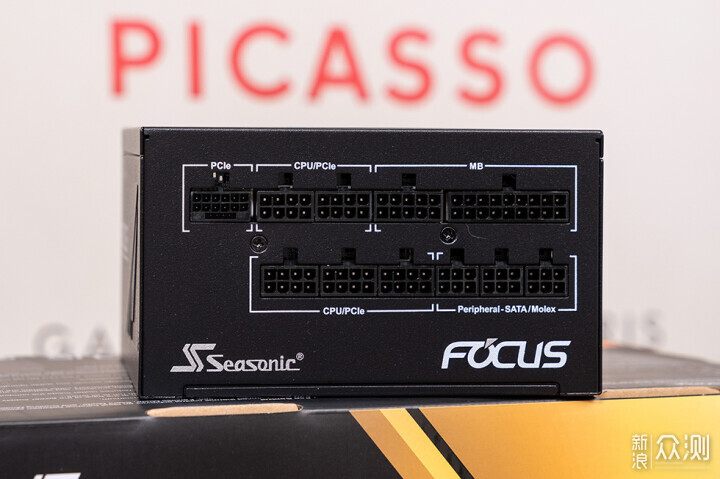 PICASSO
PCIe CPU/PCIe MB
CPU/PCIe Peripheral-SATA/Molex
Seasonic®
FOCUS
新浪 众测